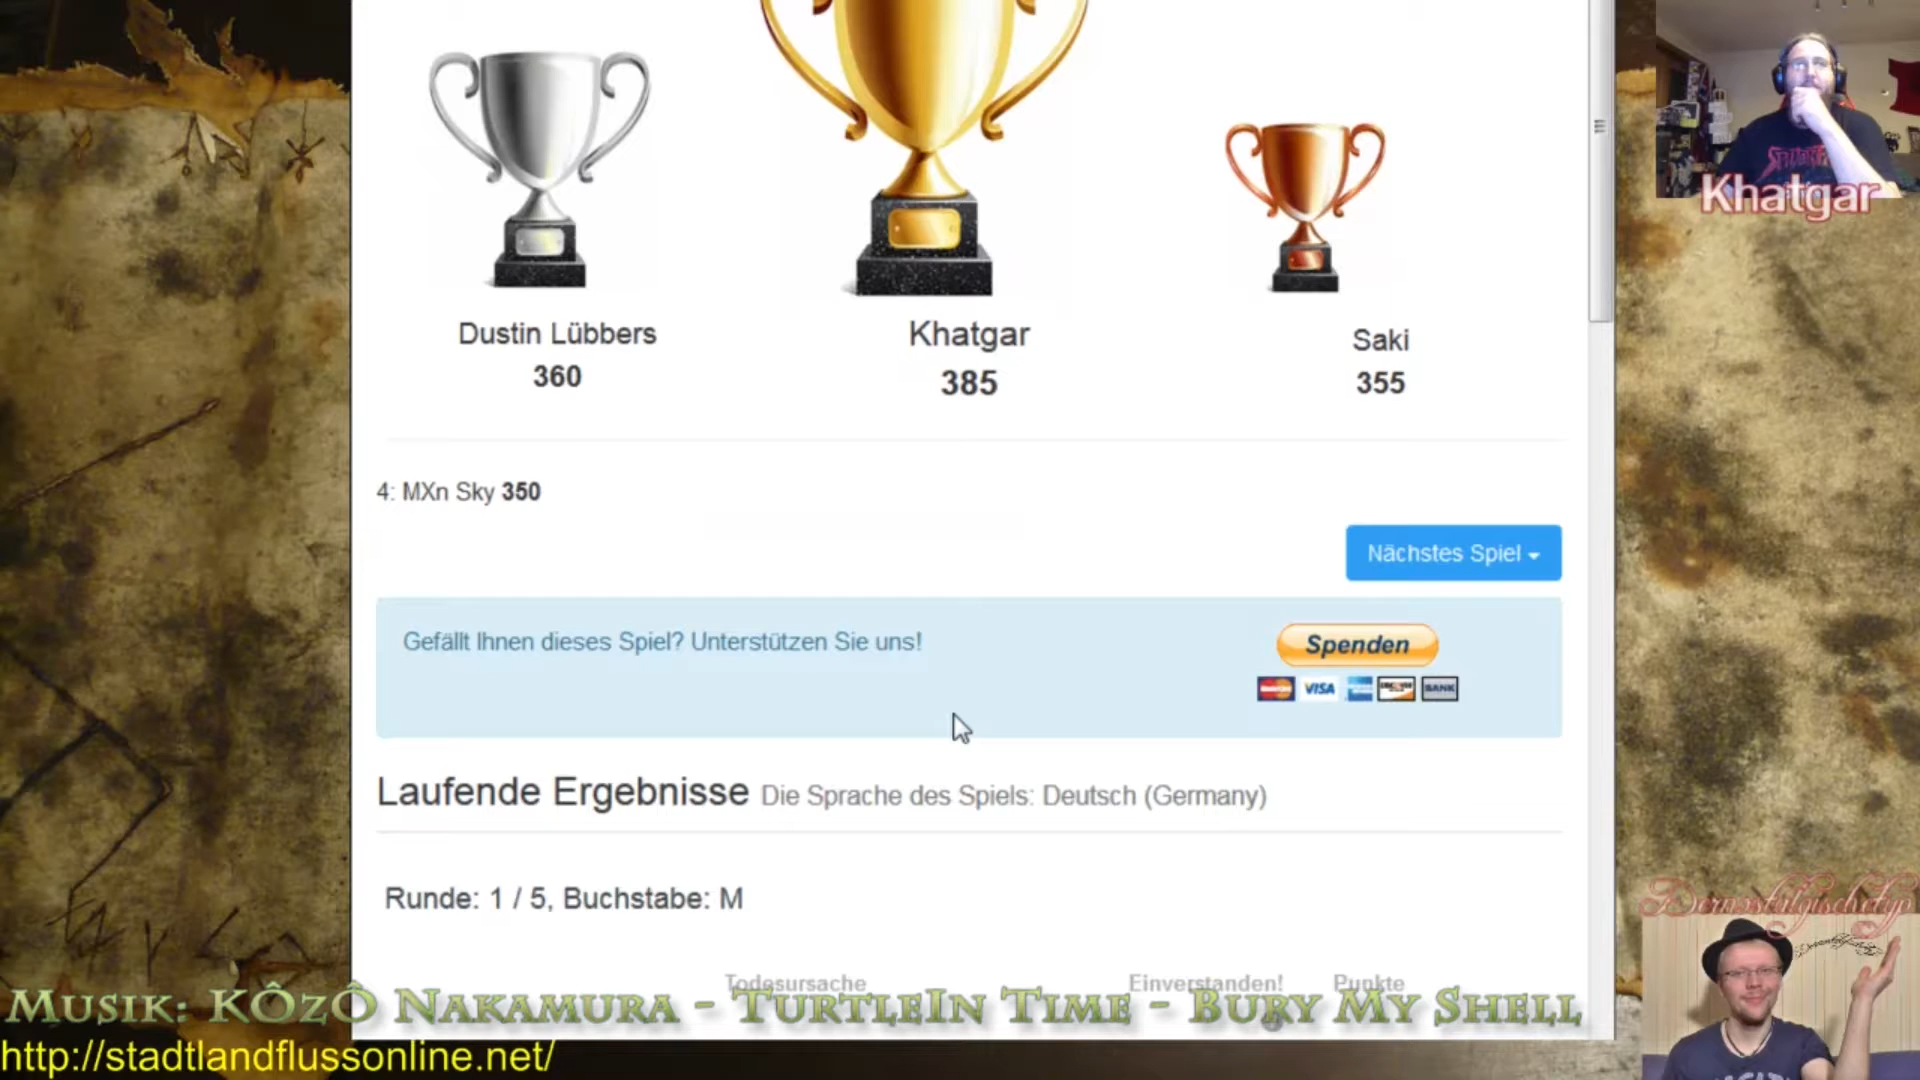 Khatgar
Dustin Lübbers
360
Khatgar
385
Saki
355
4: MXn Sky 350
Nächstes Spiel
Gefällt Ihnen dieses Spiel? Unterstützen Sie uns!
Spenden
VISA
BANK
Laufende Ergebnisse Die Sprache des Spiels: Deutsch (Germany)
Runde: 1 / 5, Buchstabe: M
Todesursache Einverstanden! Punkte
Dernostalgischetyp
Musik: KÔzÔ Nakamura - TurtleIn Time - Bury My Shell
http://stadtlandflussonline.net/